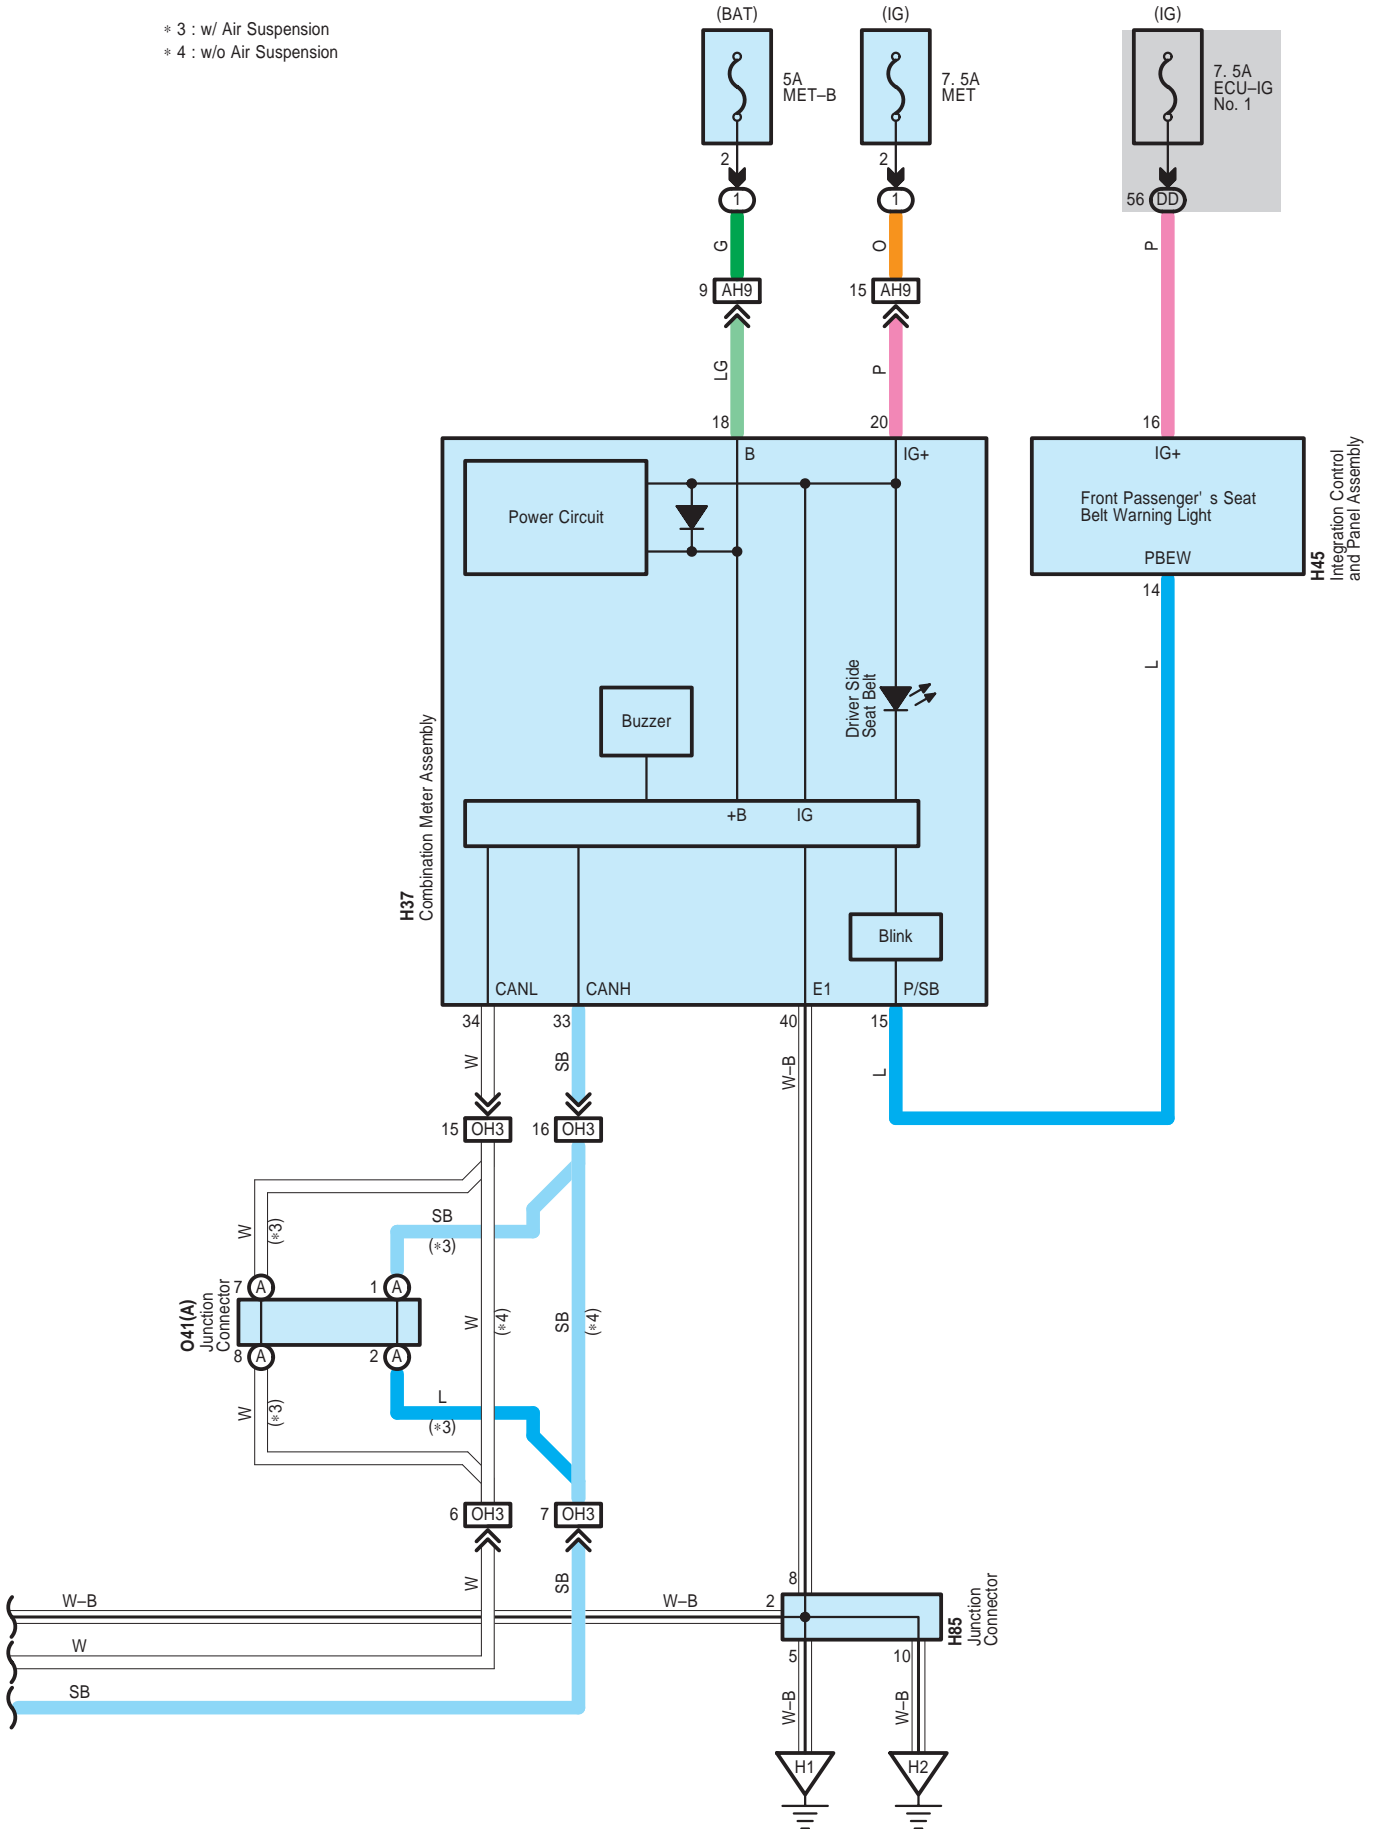 * 3 : w/ Air Suspension
* 4 : w/o Air Suspension
(BAT)
(IG)
(IG)
5A
MET–B
7. 5A
MET
7. 5A
ECU–IG
No. 1
2
2
1
1
56
DD
G
O
P
9
AH9
15
AH9
LG
P
18
20
16
B
IG+
IG+
Power Circuit
Front Passenger' s Seat
Belt Warning Light
PBEW
H45
Integration Control
and Panel Assembly
14
L
Driver Side
Seat Belt
Buzzer
H37
Combination Meter Assembly
+B
IG
Blink
CANL
CANH
E1
P/SB
34
33
40
15
W
SB
W–B
L
15
OH3
16
OH3
W
(*3)
SB
(*3)
7
A
1
A
O41(A)
Junction
Connector
W
(*4)
SB
(*4)
8
A
2
A
W
(*3)
L
(*3)
6
OH3
7
OH3
W
SB
8
W–B
W–B
2
H85
Junction
Connector
W
5
10
SB
W–B
W–B
H1
H2